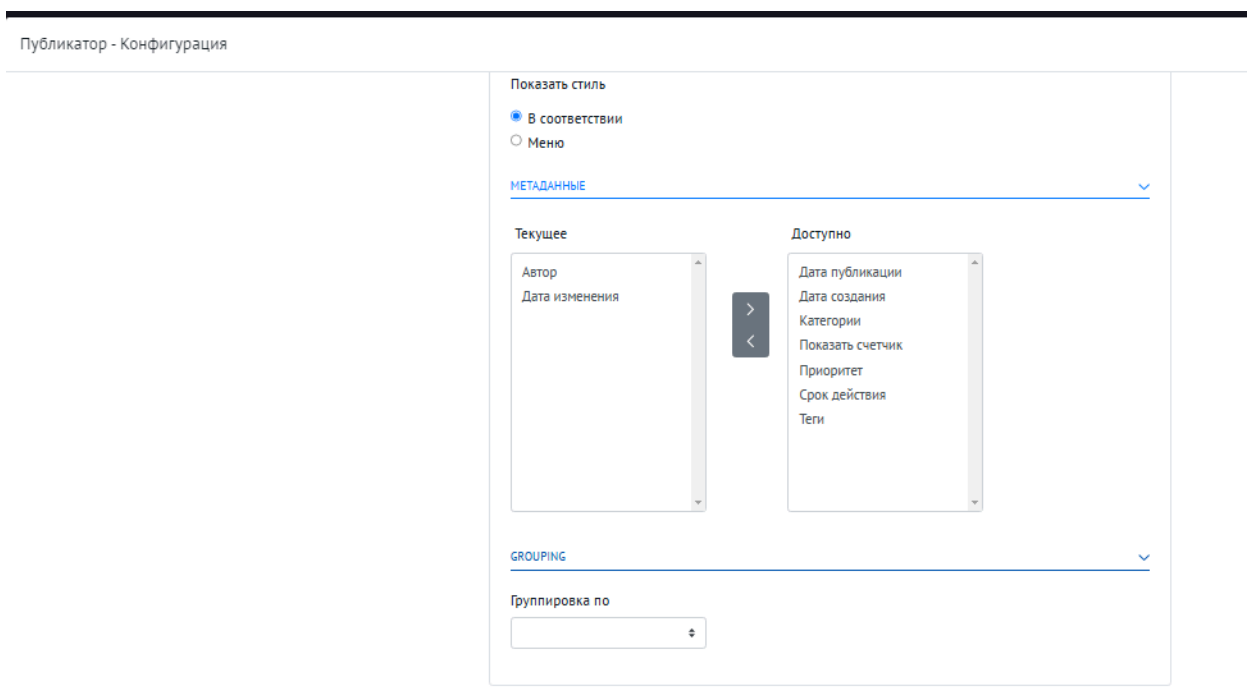 Публикатор - Конфигурация
Показать стиль
В соответствии
Меню
МЕТАДАННЫЕ
Текущее
Автор
Дата изменения
Доступно
Дата публикации
Дата создания
Категории
Показать счетчик
Приоритет
Срок действия
Теги
GROUPING
Группировка по